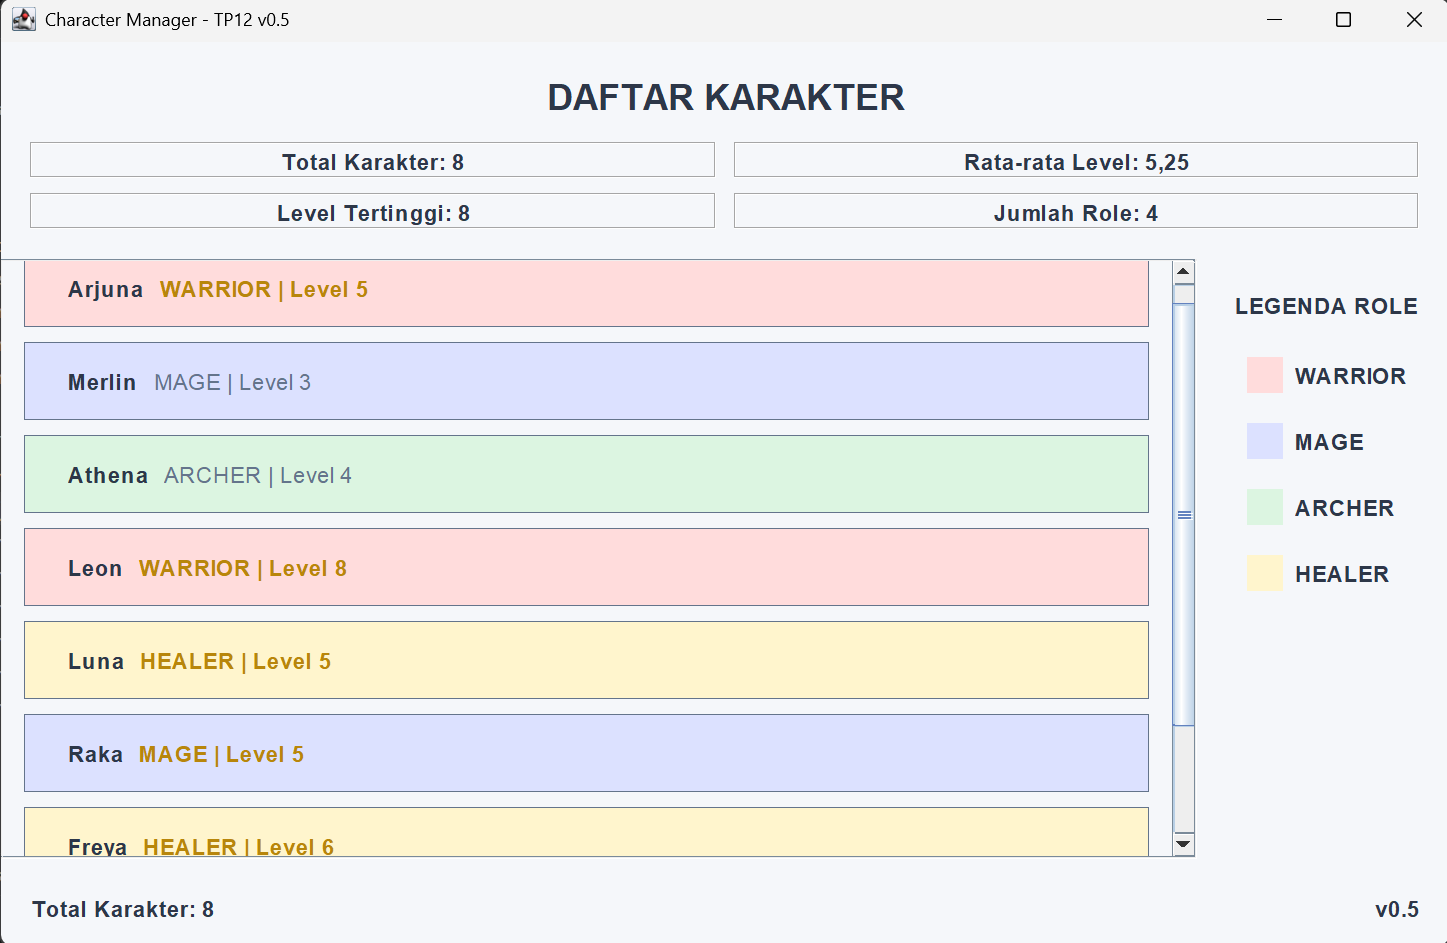 Character Manager - TP12 v0.5
DAFTAR KARAKTER
Total Karakter: 8
Rata-rata Level: 5,25
Level Tertinggi: 8
Jumlah Role: 4
Arjuna WARRIOR | Level 5
Merlin MAGE | Level 3
Athena ARCHER | Level 4
Leon WARRIOR | Level 8
Luna HEALER | Level 5
Raka MAGE | Level 5
Freya HEALER | Level 6
LEGENDA ROLE
WARRIOR
MAGE
ARCHER
HEALER
Total Karakter: 8
v0.5